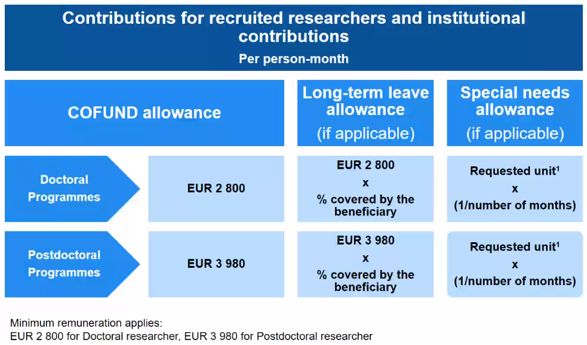 Contributions for recruited researchers and institutional
contributions
Per person-month
COFUND allowance
Long-term leave
allowance
(if applicable)
Special needs
allowance
(if applicable)
Doctoral
Programmes
EUR 2 800
EUR 2 800
x
% covered by the
beneficiary
Requested unit¹
x
(1/number of months)
Postdoctoral
Programmes
EUR 3 980
EUR 3 980
x
% covered by the
beneficiary
Requested unit¹
x
(1/number of months)
Minimum remuneration applies:
EUR 2 800 for Doctoral researcher, EUR 3 980 for Postdoctoral researcher